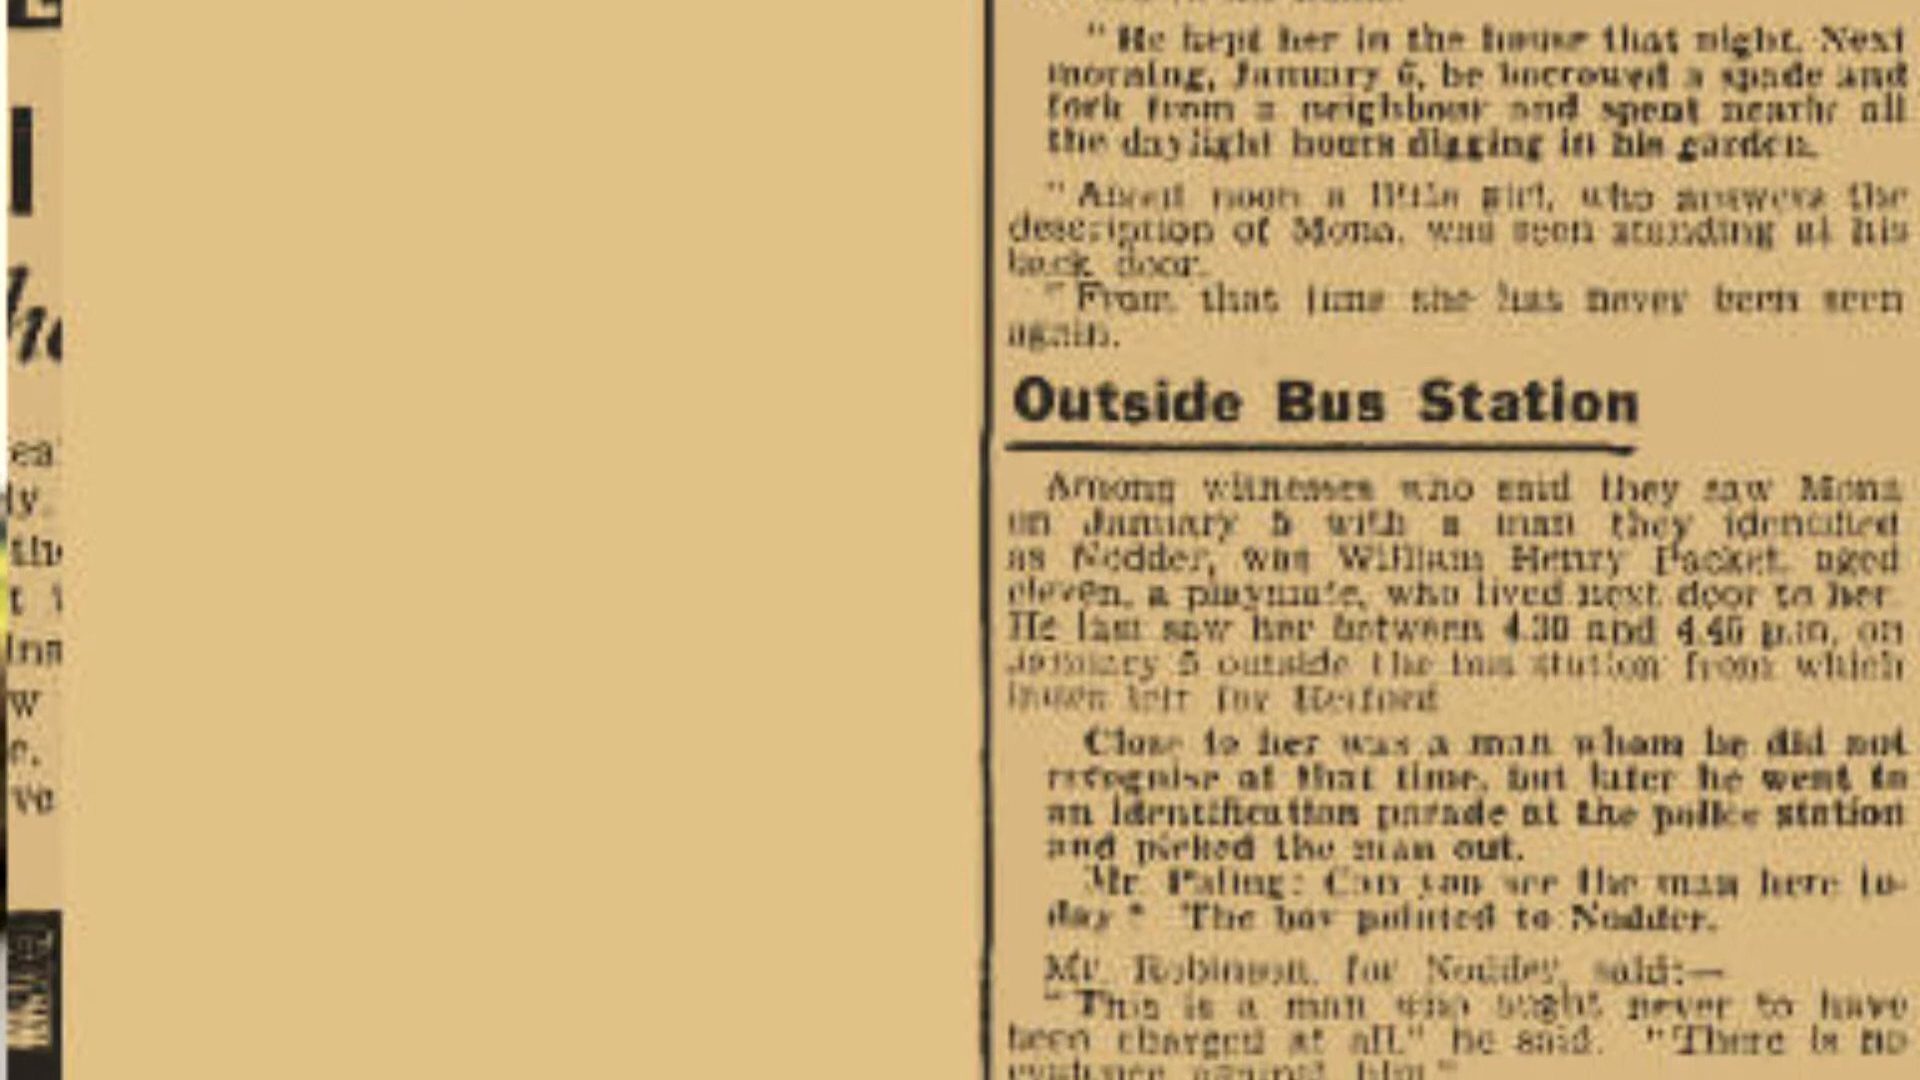 "He kept her in the house that night. Next
morning, January 6, he borrowed a spade and
fork from a neighbour and spent nearly all
the daylight hours digging in his garden.
"About noon a little girl, who answers the
description of Mona, was seen standing at his
back door.
"From that time she has never been seen
again.
Outside Bus Station
Among witnesses who said they saw Mona
on January 5 with a man they identified
as Nodder, was William Henry Packet, aged
eleven, a playmate, who lived next door to her.
He last saw her between 4.30 and 4.45 p.m. on
January 5 outside the bus station from which
buses left for Retford
Close to her was a man whom he did not
recognise at that time, but later he went to
an identification parade at the police station
and picked the man out.
Mr. Paling: Can you see the man here to-
day? The boy pointed to Nodder.
Mr. Robinson, for Nodder, said:—
"This is a man who ought never to have
been charged at all," he said. "There is no
evidence against him."